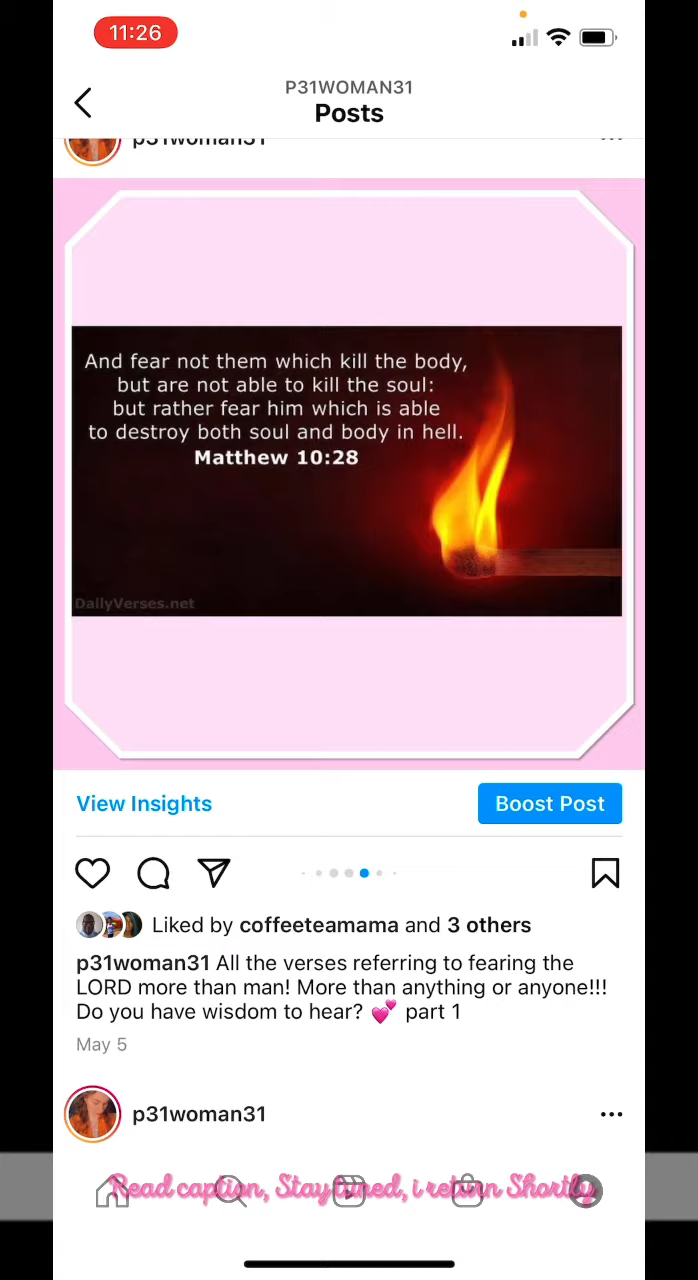 11:26
P31WOMAN31
Posts
p31woman31
And fear not them which kill the body,
but are not able to kill the soul:
but rather fear him which is able
to destroy both soul and body in hell.
Matthew 10:28
DailyVerses.net
View Insights
Boost Post
Liked by coffeeteamama and 3 others
p31woman31 All the verses referring to fearing the
LORD more than man! More than anything or anyone!!!
Do you have wisdom to hear? 💕 part 1
May 5
p31woman31
Read caption, Stay tuned, i return Shortly